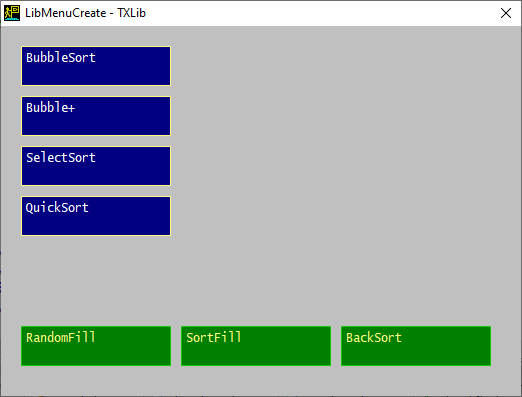 LibMenuCreate - TXLib
BubbleSort
Bubble+
SelectSort
QuickSort
RandomFill SortFill BackSort